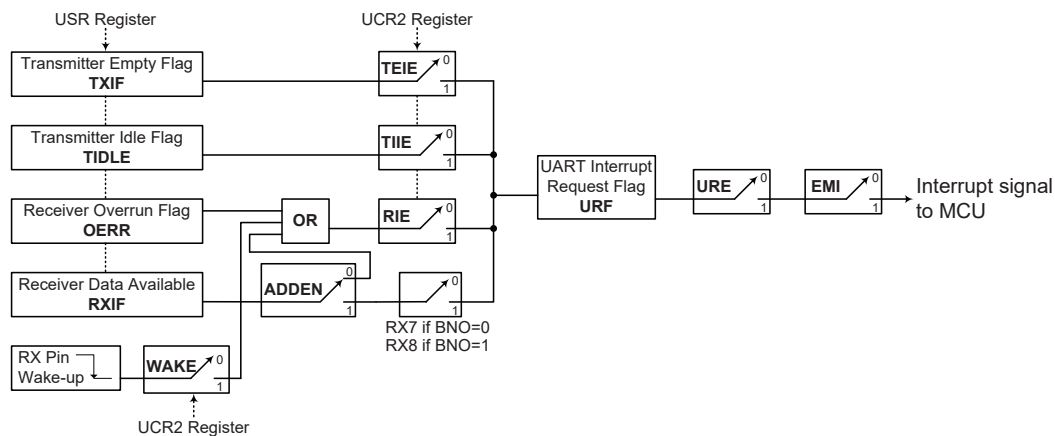 USR Register
UCR2 Register
Transmitter Empty Flag
TXIF
TEIE
0
1
Transmitter Idle Flag
TIDLE
TIIE
0
1
UART Interrupt
Request Flag
URF
URE
0
1
EMI
0
1
Interrupt signal
to MCU
Receiver Overrun Flag
OERR
OR
RIE
0
1
Receiver Data Available
RXIF
ADDEN
0
1
0
1
RX7 if BNO=0
RX8 if BNO=1
RX Pin
Wake-up
WAKE
0
1
UCR2 Register